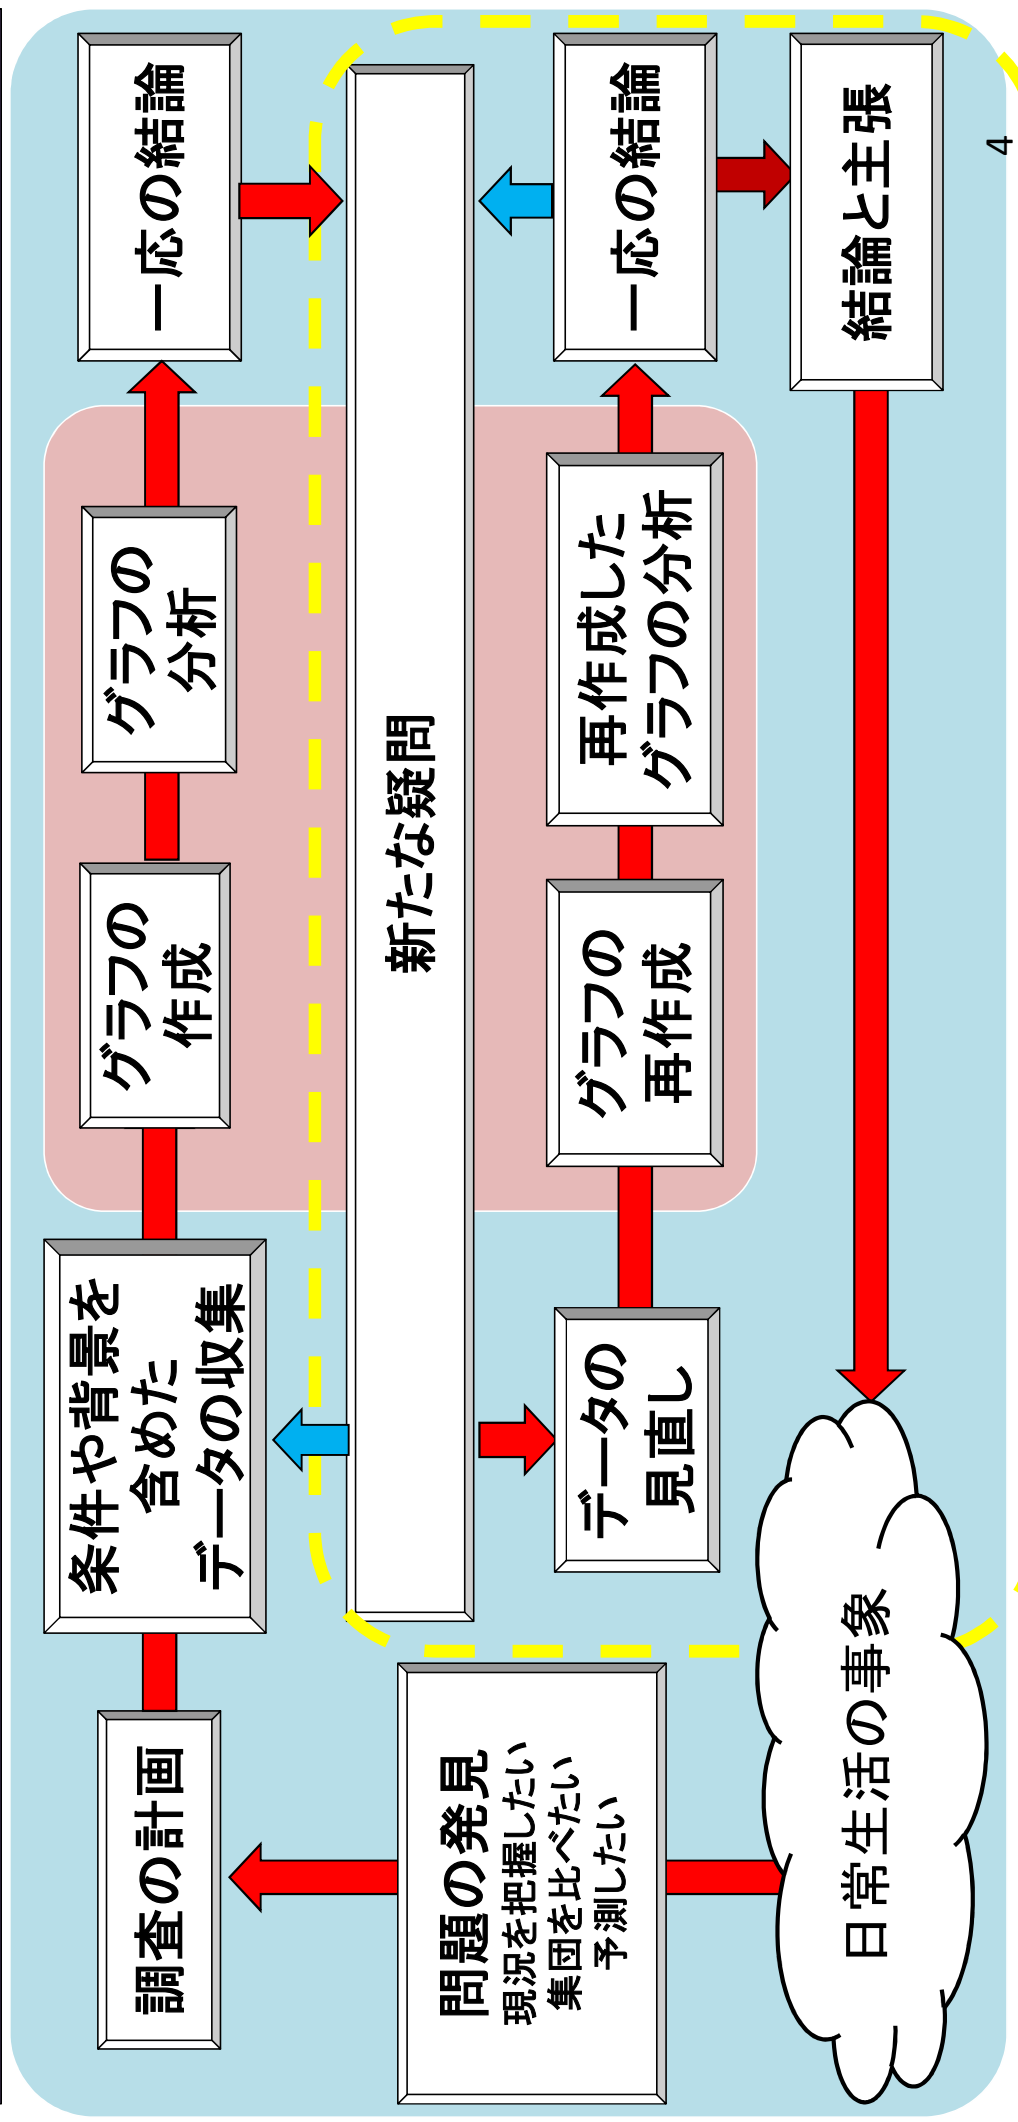 調査の計画
条件や背景を
含めた
データの収集
グラフの
作成
グラフの
分析
一応の結論
新たな疑問
問題の発見
現況を把握したい
集団を比べたい
予測したい
データの
見直し
グラフの
再作成
再作成した
グラフの分析
一応の結論
日常生活の事象
結論と主張
4